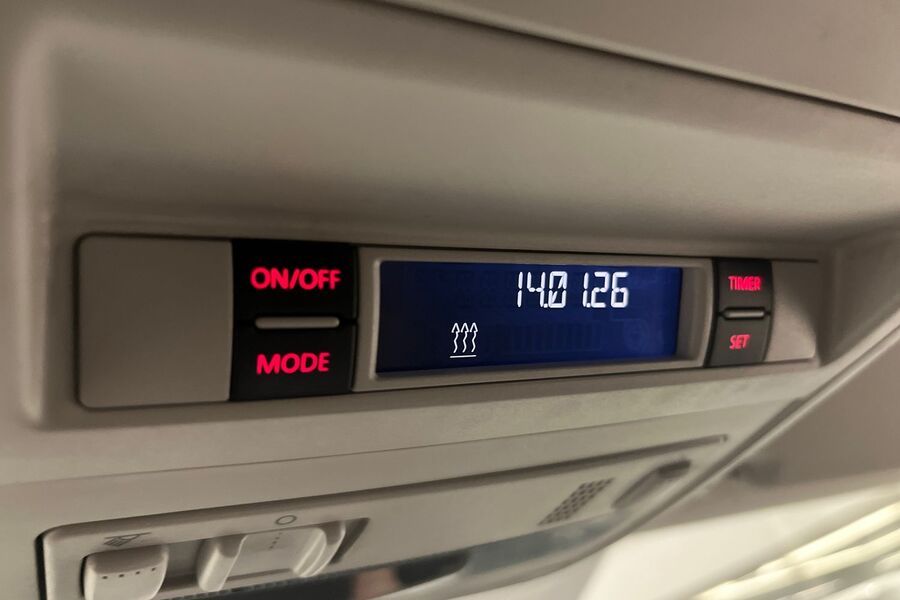 ON/OFF
14.01.26
TIMER
MODE
SET